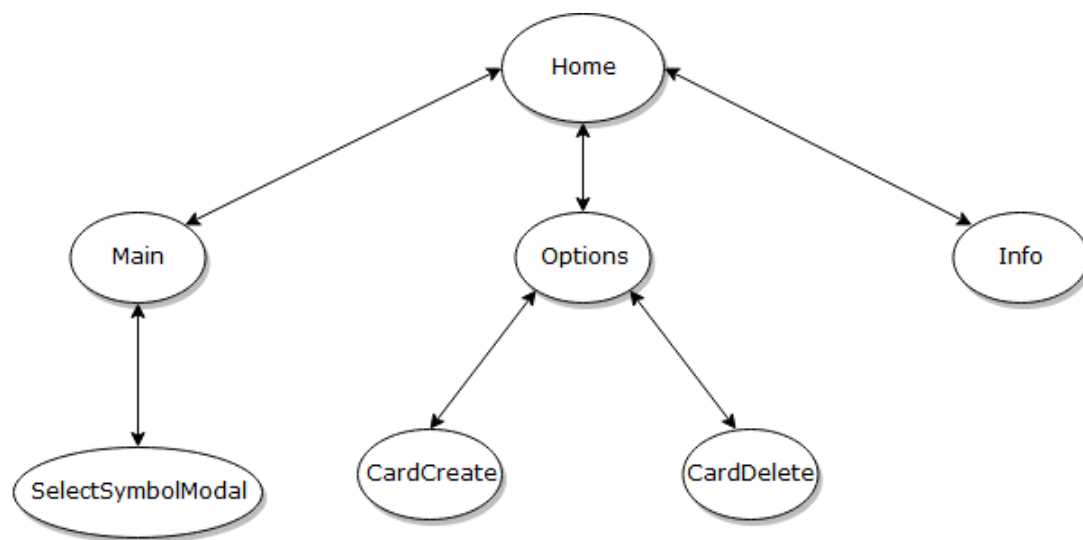 Home
Main
Options
Info
SelectSymbolModal
CardCreate
CardDelete